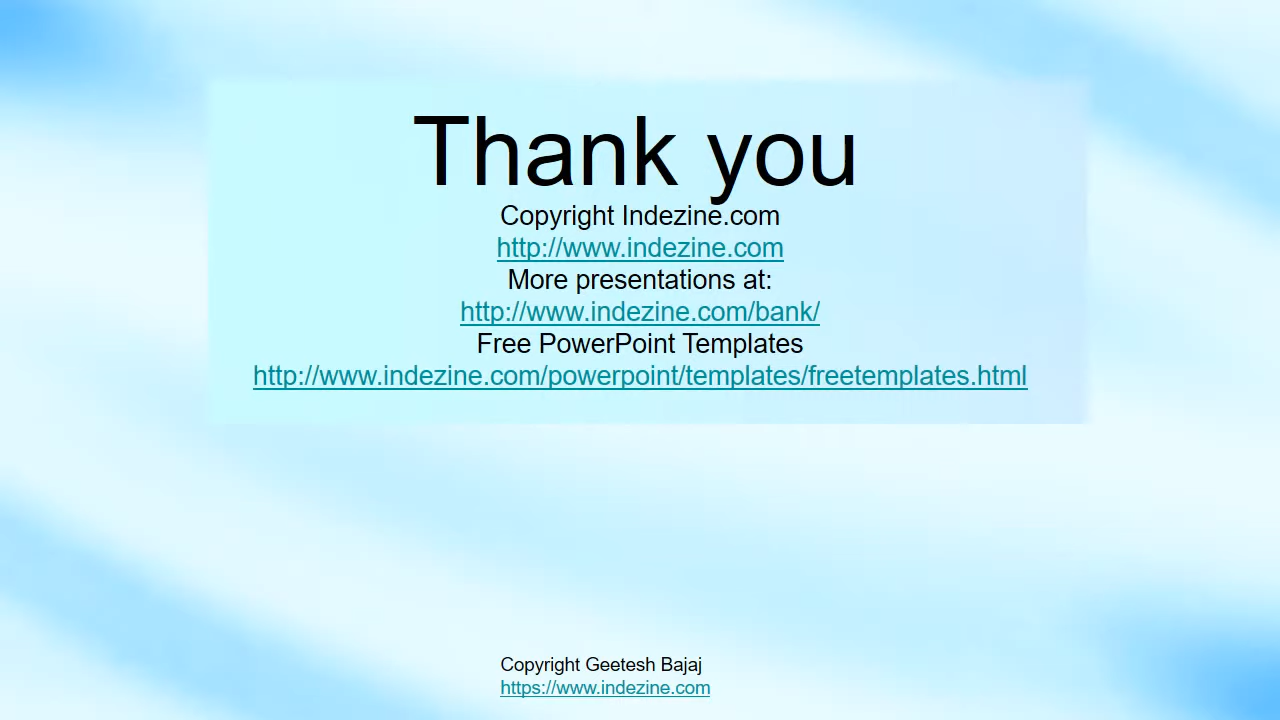 Thank you
Copyright Indezine.com
http://www.indezine.com
More presentations at:
http://www.indezine.com/bank/
Free PowerPoint Templates
http://www.indezine.com/powerpoint/templates/freetemplates.html
Copyright Geetesh Bajaj
https://www.indezine.com